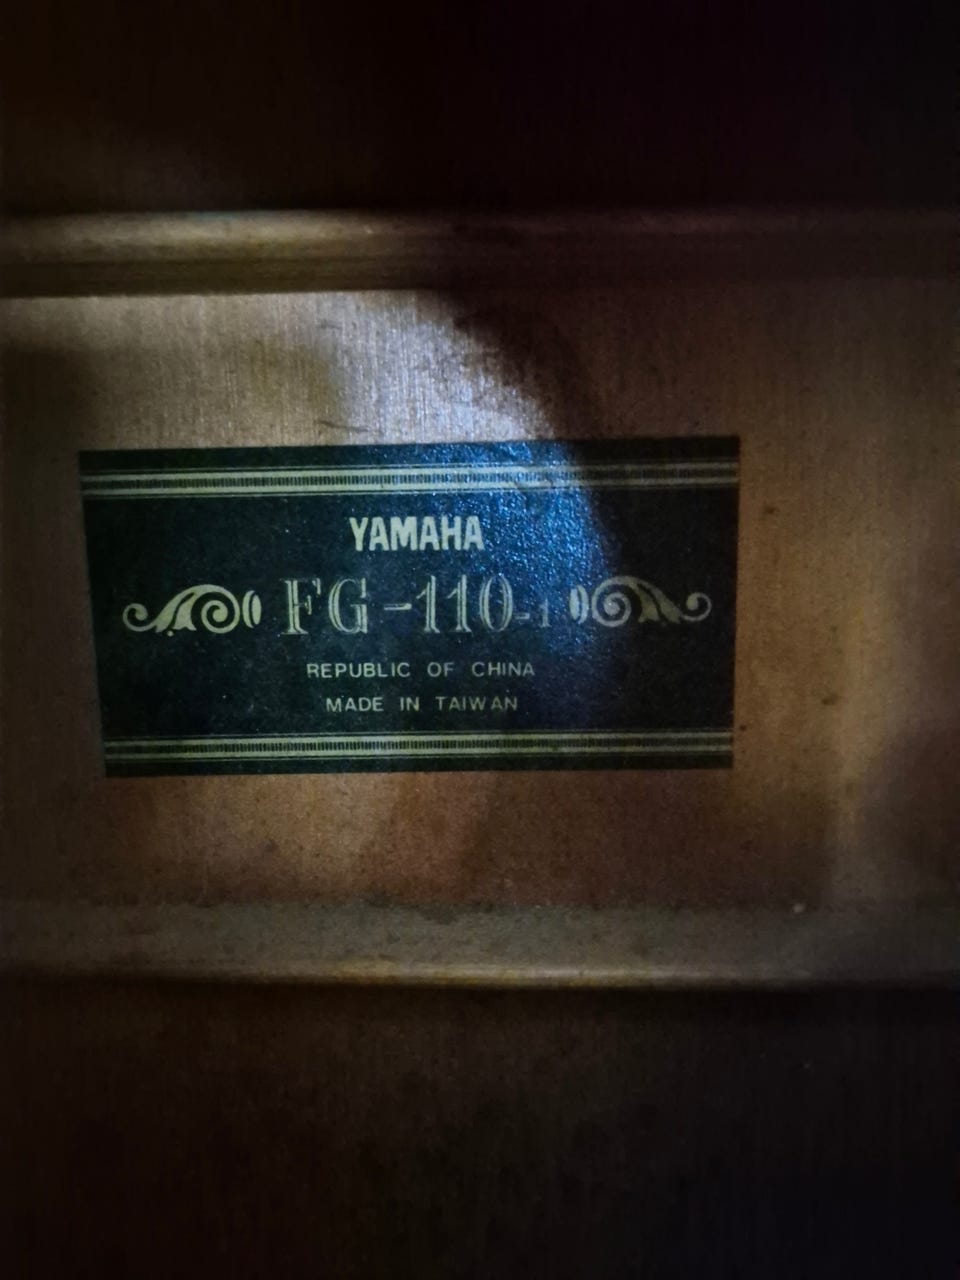 YAMAHA
FG-110-1
REPUBLIC OF CHINA
MADE IN TAIWAN